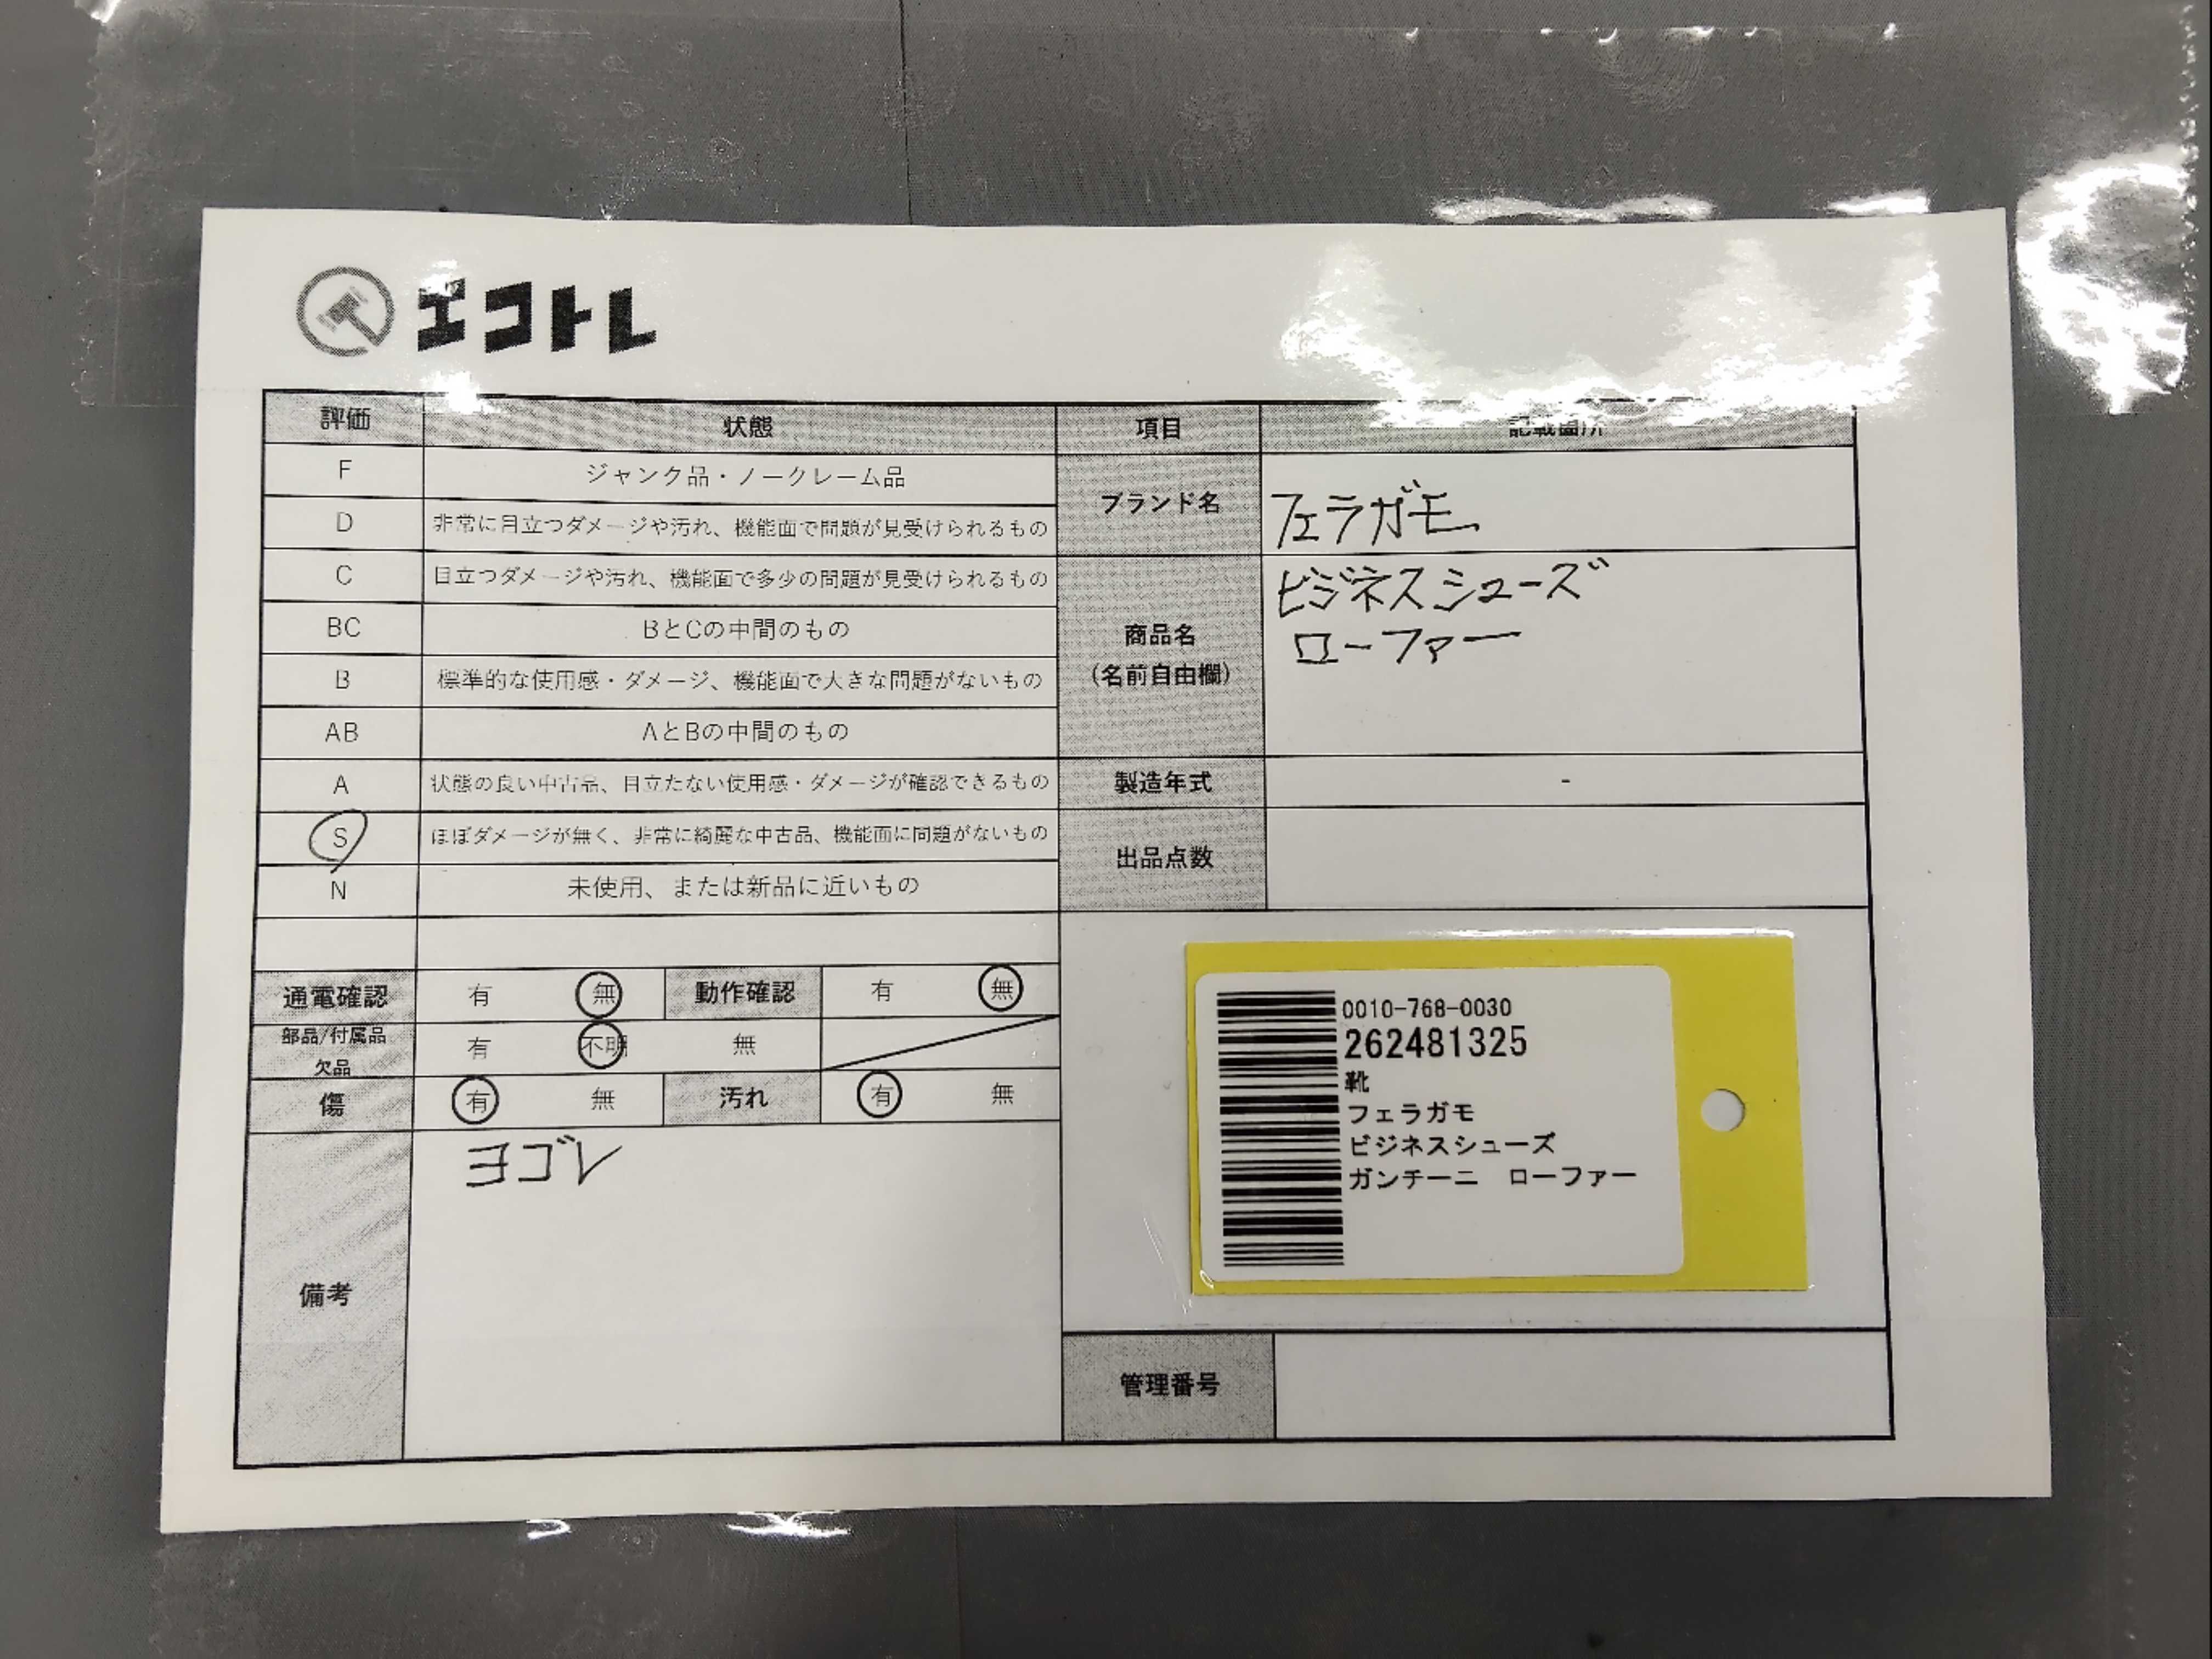 エコトレ
評価 状態 項目 記載箇所
F ジャンク品・ノークレーム品
D 非常に目立つダメージや汚れ、機能面で問題が見受けられるもの
ブランド名 フェラガモ
C 目立つダメージや汚れ、機能面で多少の問題が見受けられるもの
BC BとCの中間のもの
B 標準的な使用感・ダメージ、機能面で大きな問題がないもの
AB AとBの中間のもの
商品名
(名前自由欄)
ビジネスシューズ
ローファー
A 状態の良い中古品、目立たない使用感・ダメージが確認できるもの
製造年式 -
S ほぼダメージが無く、非常に綺麗な中古品、機能面に問題がないもの
出品点数
N 未使用、または新品に近いもの
通電確認 有 無 動作確認 有 無
部品/付属品
欠品
有 不明 無
傷 有 無 汚れ 有 無
備考
ヨゴレ
0010-768-0030
262481325
靴
フェラガモ
ビジネスシューズ
ガンチーニ ローファー
管理番号